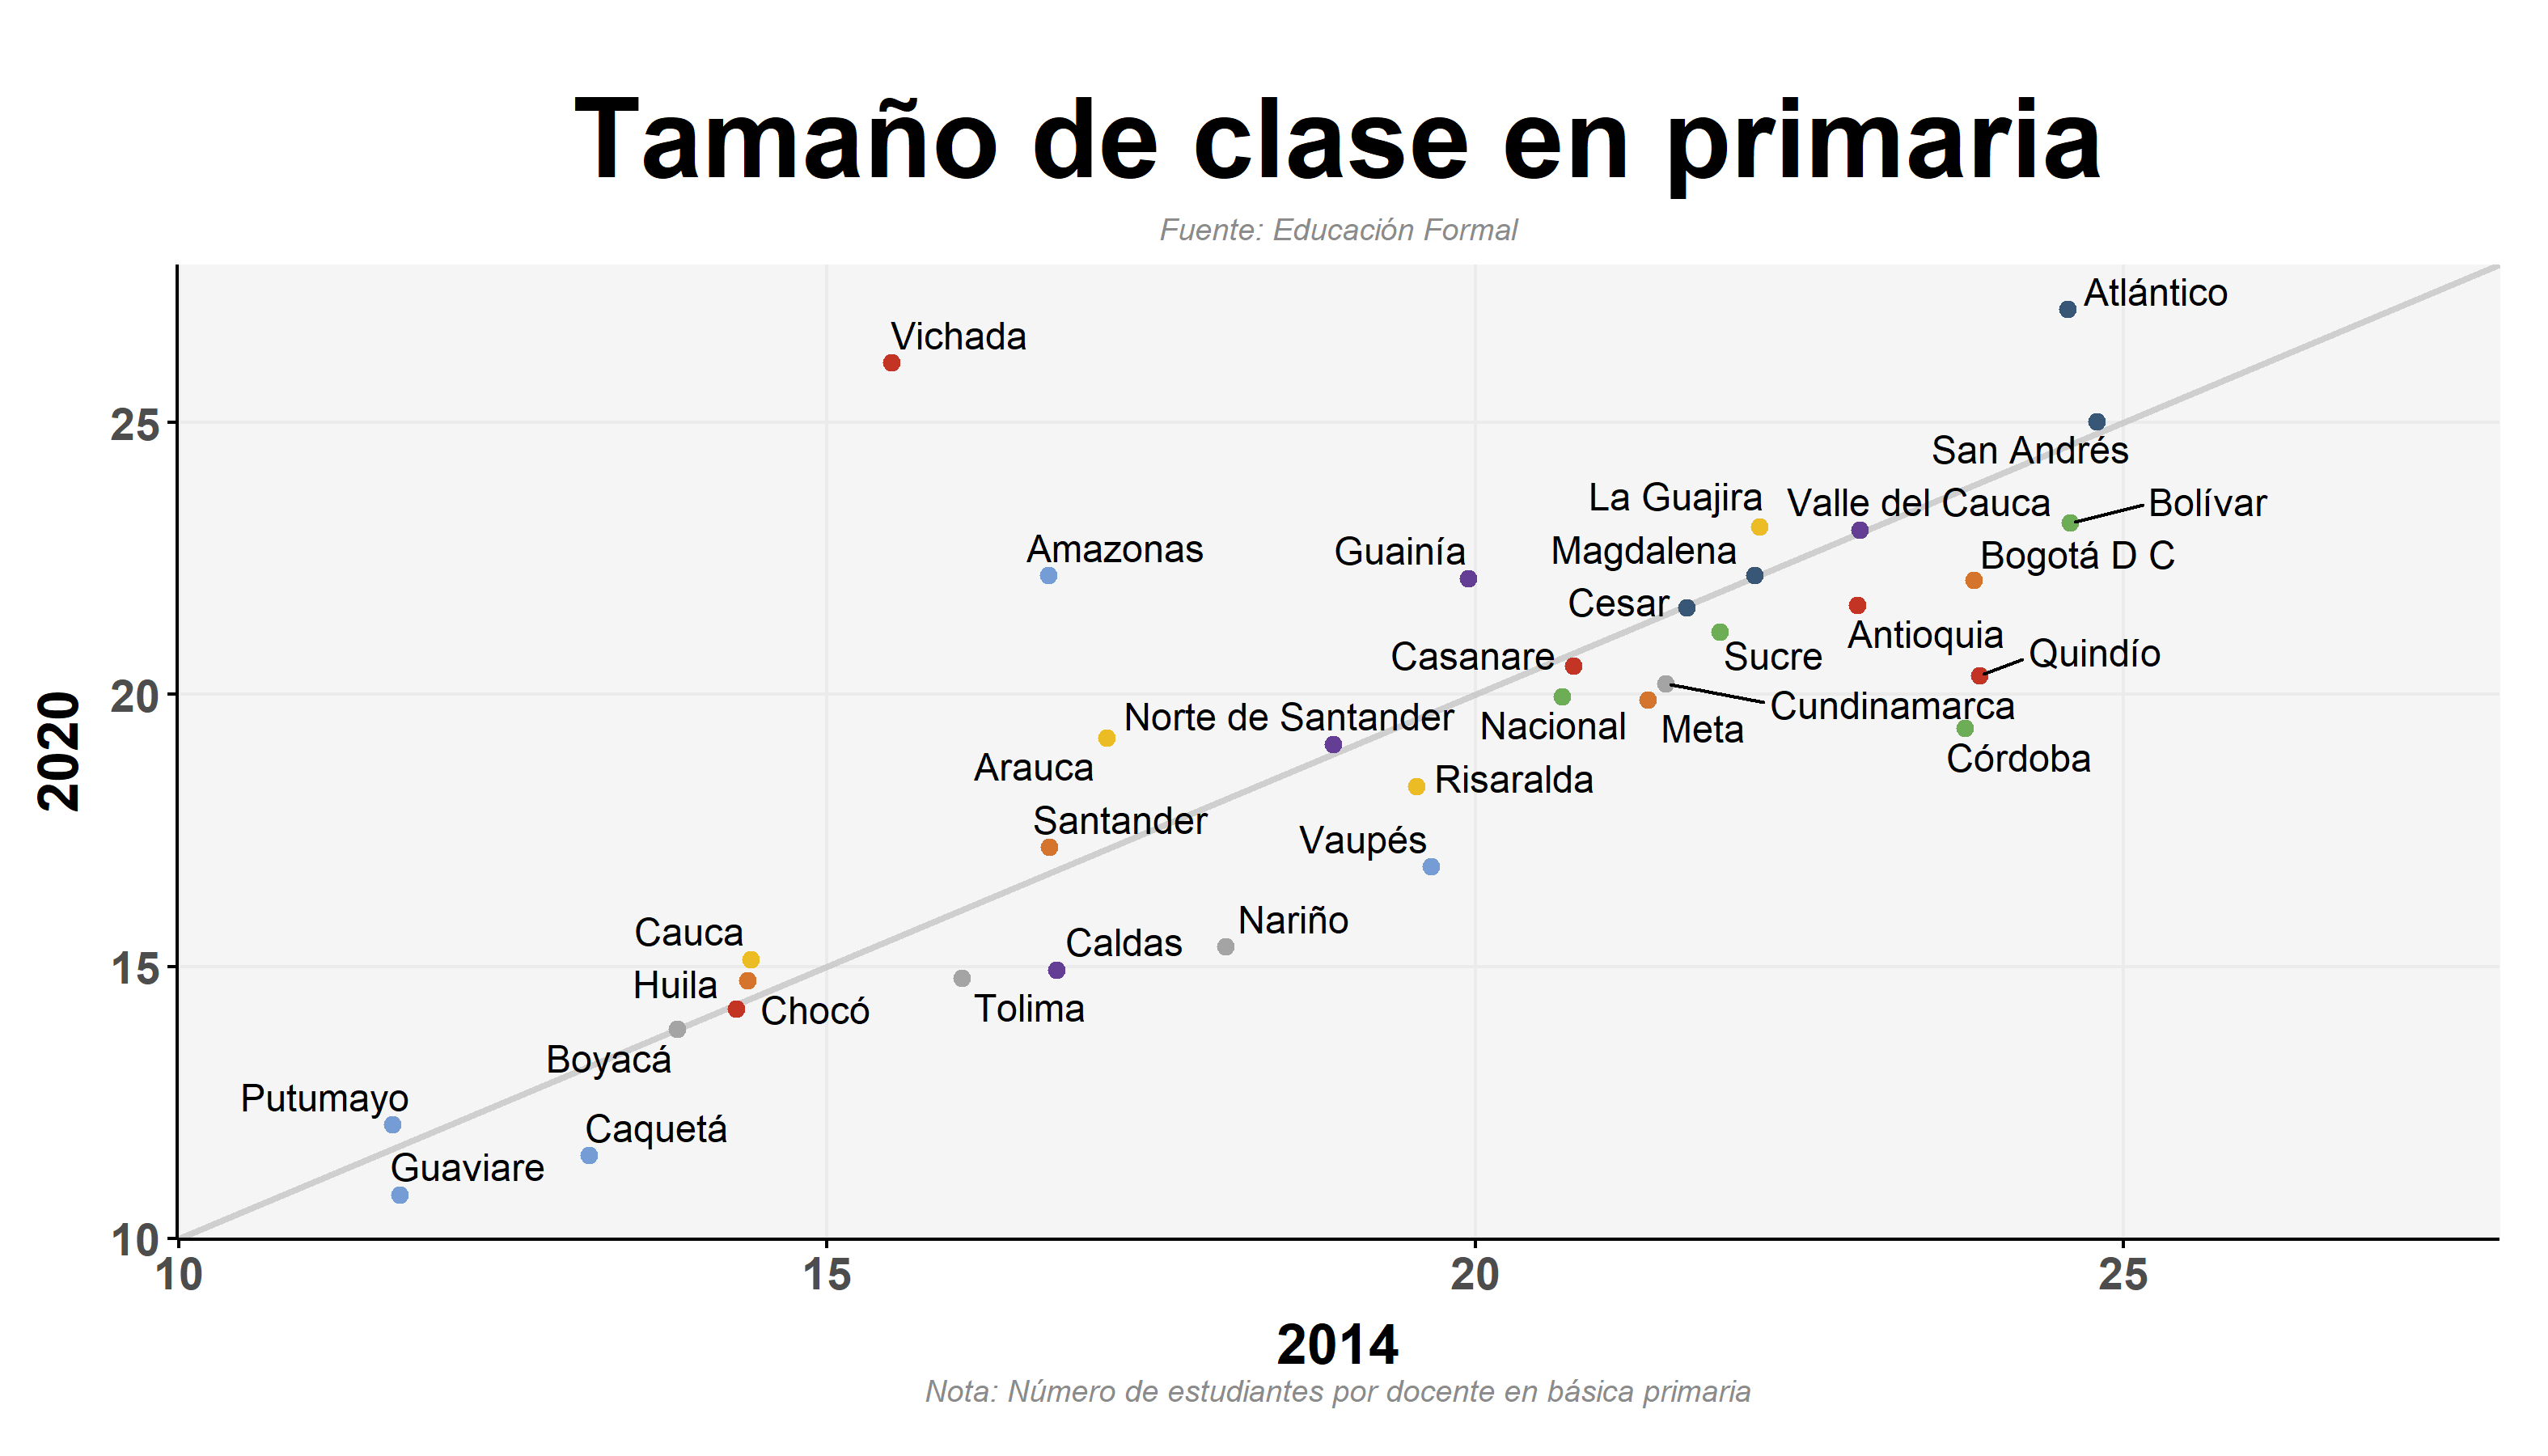 Tamaño de clase en primaria
Fuente: Educación Formal
Atlántico
Vichada
25
San Andrés
La Guajira
Valle del Cauca
Bolívar
Amazonas
Guainía
Magdalena
Bogotá D C
Cesar
Antioquia
Casanare
Sucre
Quindío
20
Cundinamarca
Norte de Santander
Nacional
Meta
2020
Arauca
Córdoba
Risaralda
Santander
Vaupés
Nariño
Cauca
Caldas
15
Huila
Chocó
Tolima
Boyacá
Putumayo
Caquetá
Guaviare
10
10
15
20
25
2014
Nota: Número de estudiantes por docente en básica primaria